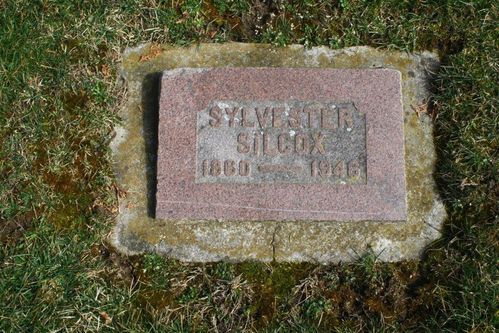 SYLVESTER
SILCOX
1860 — 1946